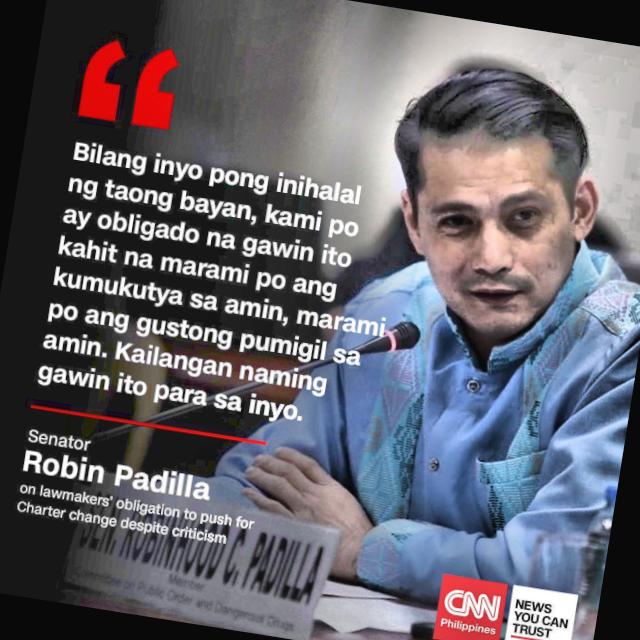 Bilang inyo pong inihalal
ng taong bayan, kami po
ay obligado na gawin ito
kahit na marami po ang
kumukutya sa amin, marami
po ang gustong pumigil sa
amin. Kailangan naming
gawin ito para sa inyo.
Senator
Robin Padilla
on lawmakers' obligation to push for
Charter change despite criticism
SEN. ROBINHOOD C. PADILLA
Member
Committee on Public Order and Dangerous Drugs
CNN
Philippines
NEWS
YOU CAN
TRUST